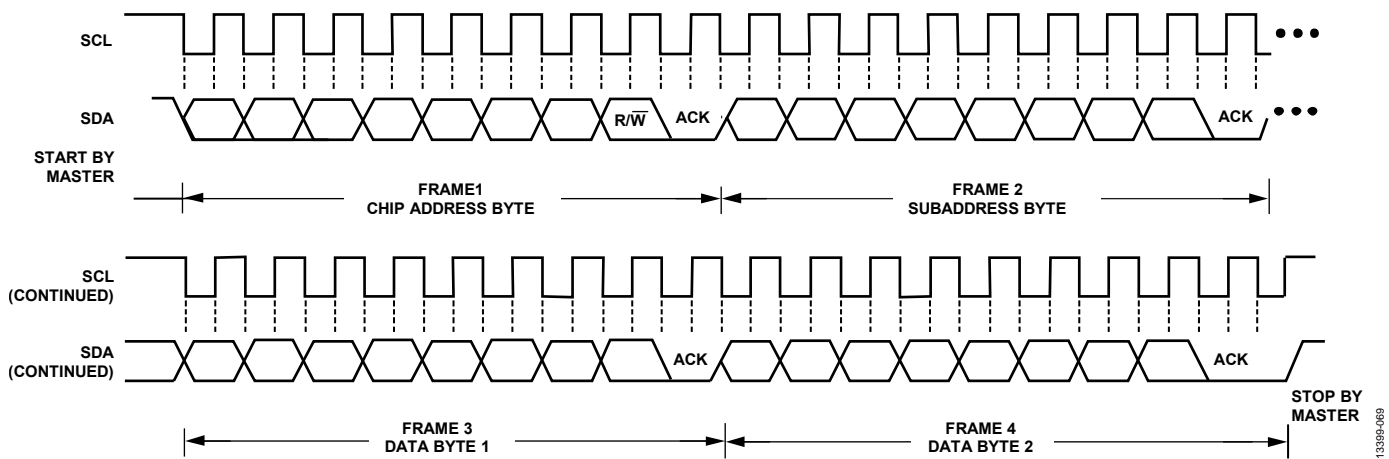 SCL
SDA
R/W̅
ACK
ACK
START BY
MASTER
FRAME1
CHIP ADDRESS BYTE
FRAME 2
SUBADDRESS BYTE
SCL
(CONTINUED)
SDA
(CONTINUED)
ACK
ACK
STOP BY
MASTER
FRAME 3
DATA BYTE 1
FRAME 4
DATA BYTE 2
13399-069